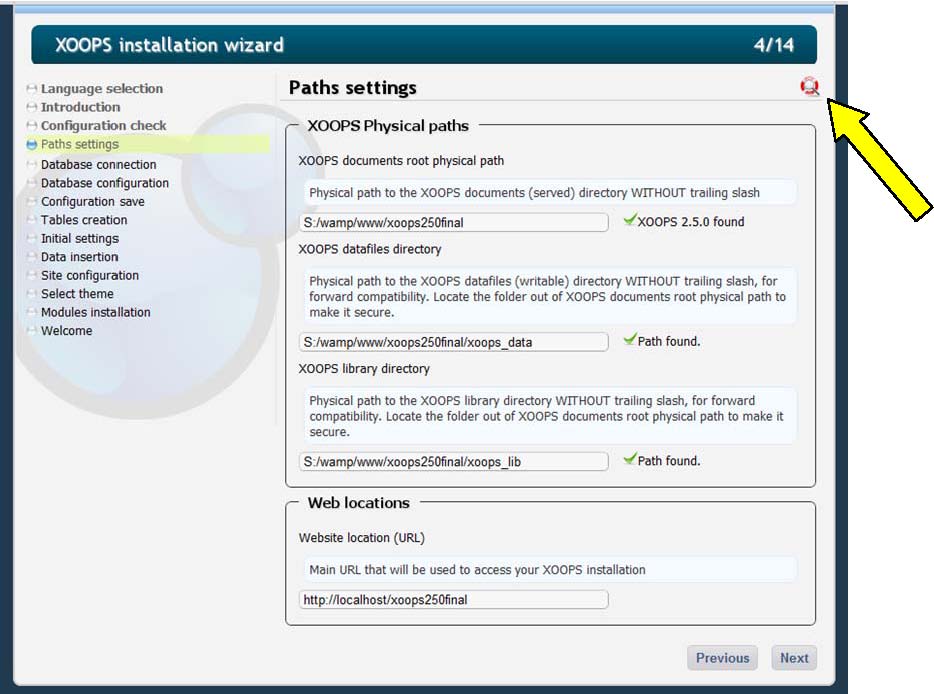 XOOPS installation wizard
4/14
Language selection
Introduction
Configuration check
Paths settings
Database connection
Database configuration
Configuration save
Tables creation
Initial settings
Data insertion
Site configuration
Select theme
Modules installation
Welcome
Paths settings
XOOPS Physical paths
XOOPS documents root physical path
Physical path to the XOOPS documents (served) directory WITHOUT trailing slash
S:/wamp/www/xoops250final
XOOPS 2.5.0 found
XOOPS datafiles directory
Physical path to the XOOPS datafiles (writable) directory WITHOUT trailing slash, for
forward compatibility. Locate the folder out of XOOPS documents root physical path to
make it secure.
S:/wamp/www/xoops250final/xoops_data
Path found.
XOOPS library directory
Physical path to the XOOPS library directory WITHOUT trailing slash, for forward
compatibility. Locate the folder out of XOOPS documents root physical path to make it
secure.
S:/wamp/www/xoops250final/xoops_lib
Path found.
Web locations
Website location (URL)
Main URL that will be used to access your XOOPS installation
http://localhost/xoops250final
Previous
Next